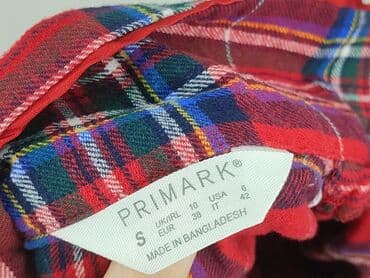 PRIMARK®
S UK/IRL 10 USA 6
EUR 38 IT 42
MADE IN BANGLADESH